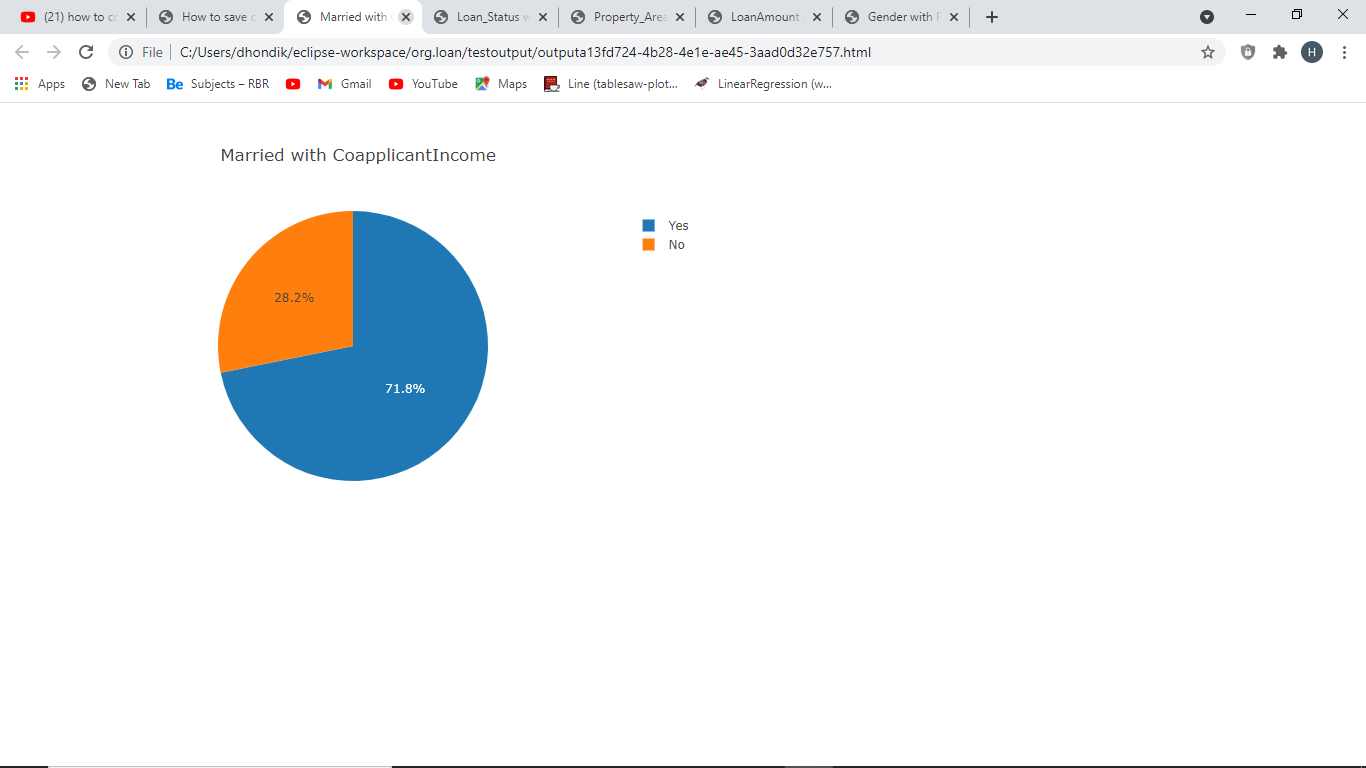 (21) how to co
How to save c
Married with
Loan_Status w
Property_Area
LoanAmount
Gender with P
File
C:/Users/dhondik/eclipse-workspace/org.loan/testoutput/outputa13fd724-4b28-4e1e-ae45-3aad0d32e757.html
H
Apps
New Tab
Be Subjects – RBR
Gmail
YouTube
Maps
Line (tablesaw-plot...
LinearRegression (w...
Married with CoapplicantIncome
Yes
No
28.2%
71.8%